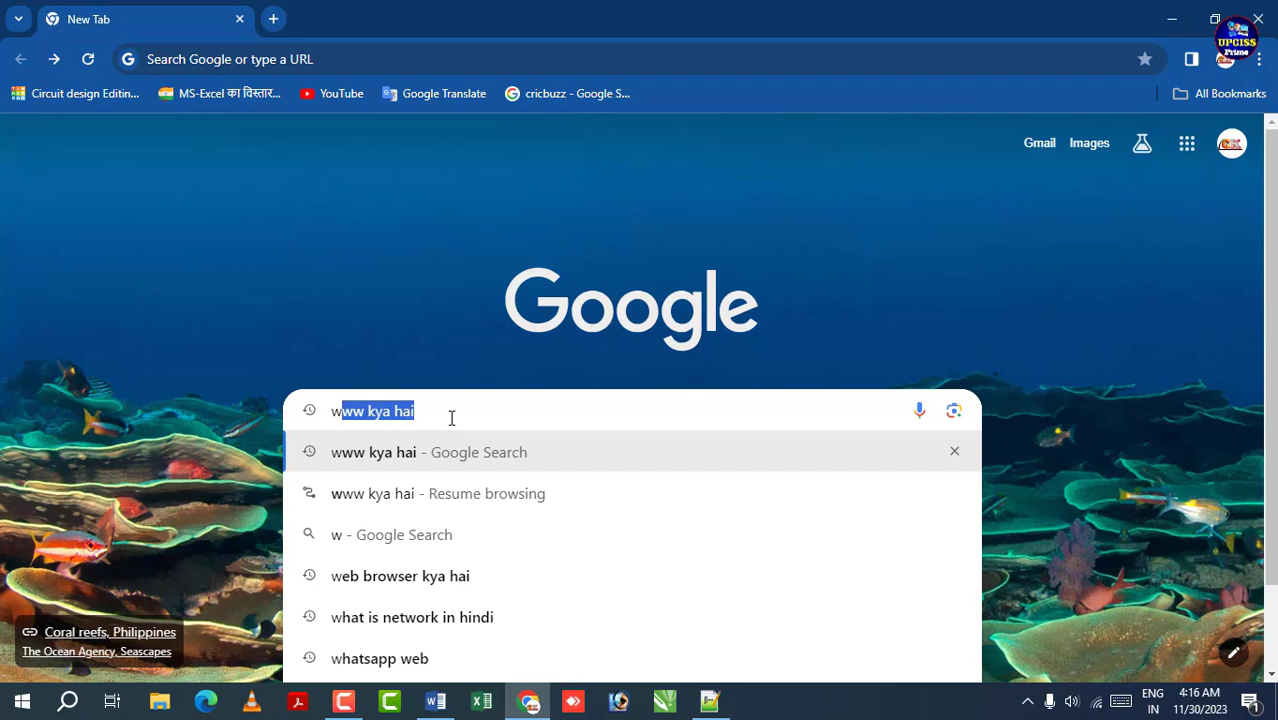 New Tab
Search Google or type a URL
UPCISS
Prime
Circuit design Editin...
MS-Excel का विस्तार...
YouTube
Google Translate
cricbuzz - Google S...
All Bookmarks
Gmail
Images
Google
www kya hai
www kya hai - Google Search
www kya hai - Resume browsing
w - Google Search
web browser kya hai
what is network in hindi
whatsapp web
Coral reefs, Philippines
The Ocean Agency, Seascapes
ENG
IN
4:16 AM
11/30/2023